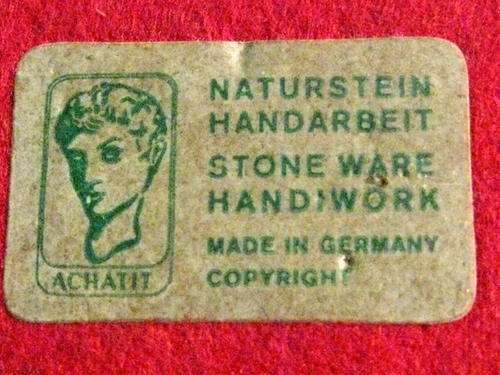 NATURSTEIN
HANDARBEIT
STONE WARE
HANDIWORK
MADE IN GERMANY
COPYRIGHT
ACHATIT